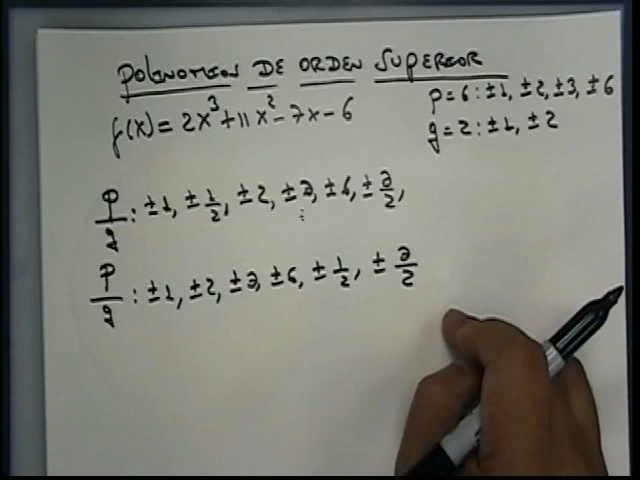 POLINOMIOS DE ORDEN SUPERIOR
p=6: ±1, ±2, ±3, ±6
f(x)=2x³+11x²-7x-6
q=2: ±1, ±2
p/q: ±1, ±1/2, ±2, ±3, ±6, ±3/2,
p/q: ±1, ±2, ±3, ±6, ±1/2, ±3/2